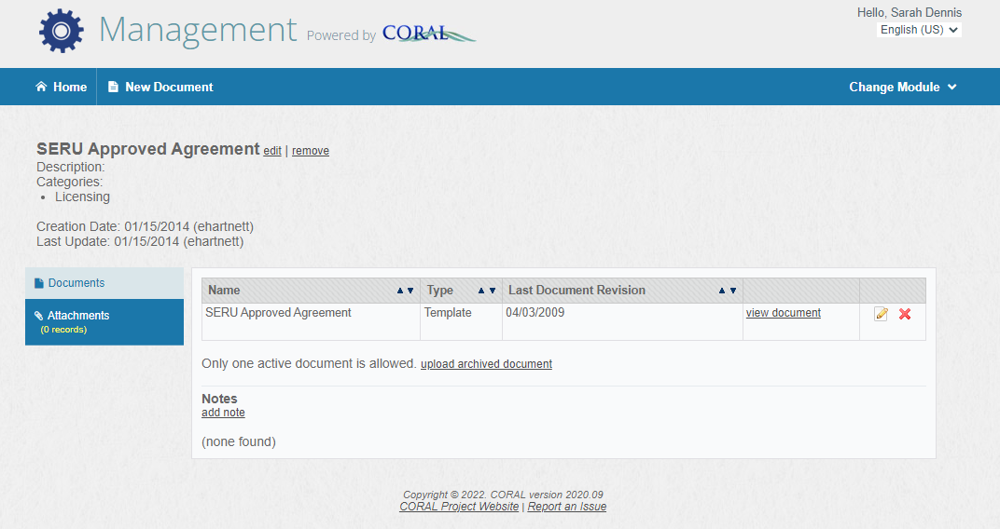 Management Powered by CORAL
Hello, Sarah Dennis
English (US)
Home
New Document
Change Module
SERU Approved Agreement edit | remove
Description:
Categories:
• Licensing
Creation Date: 01/15/2014 (ehartnett)
Last Update: 01/15/2014 (ehartnett)
Documents
Attachments
(0 records)
Name Type Last Document Revision
SERU Approved Agreement Template 04/03/2009 view document
Only one active document is allowed. upload archived document
Notes
add note
(none found)
Copyright © 2022. CORAL version 2020.09
CORAL Project Website | Report an Issue